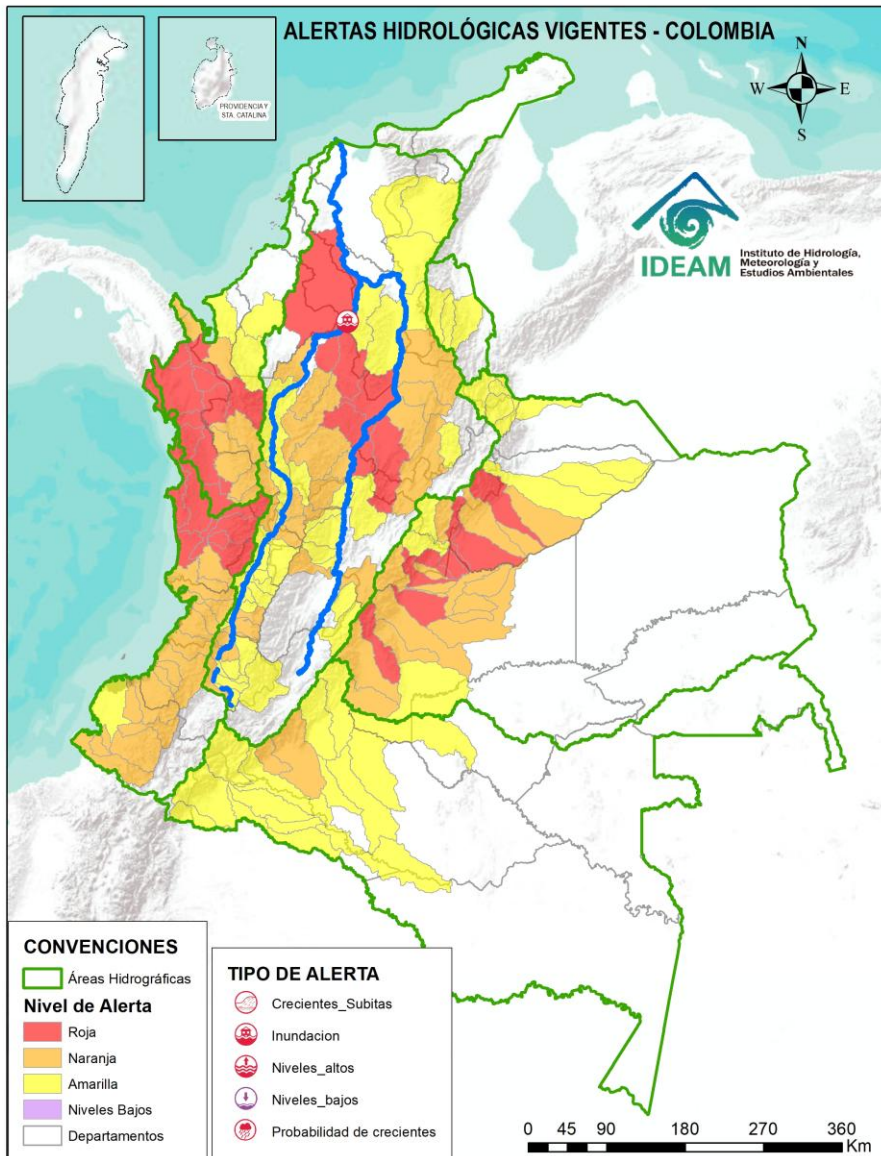 ALERTAS HIDROLÓGICAS VIGENTES - COLOMBIA
PROVIDENCIA Y
STA. CATALINA
N
W
E
S
IDEAM
Instituto de Hidrología,
Meteorología y
Estudios Ambientales
CONVENCIONES
Áreas Hidrográficas
Nivel de Alerta
Roja
Naranja
Amarilla
Niveles Bajos
Departamentos
TIPO DE ALERTA
Crecientes_Subitas
Inundacion
Niveles_altos
Niveles_bajos
Probabilidad de crecientes
0 45 90 180 270 360
Km